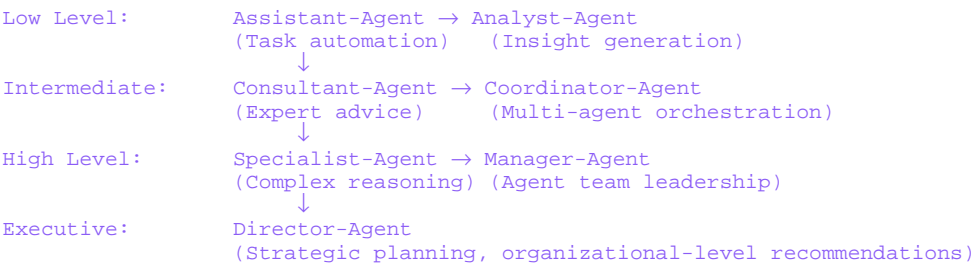 Low Level: Assistant-Agent → Analyst-Agent
(Task automation) (Insight generation)
↓
Intermediate: Consultant-Agent → Coordinator-Agent
(Expert advice) (Multi-agent orchestration)
↓
High Level: Specialist-Agent → Manager-Agent
(Complex reasoning) (Agent team leadership)
↓
Executive: Director-Agent
(Strategic planning, organizational-level recommendations)